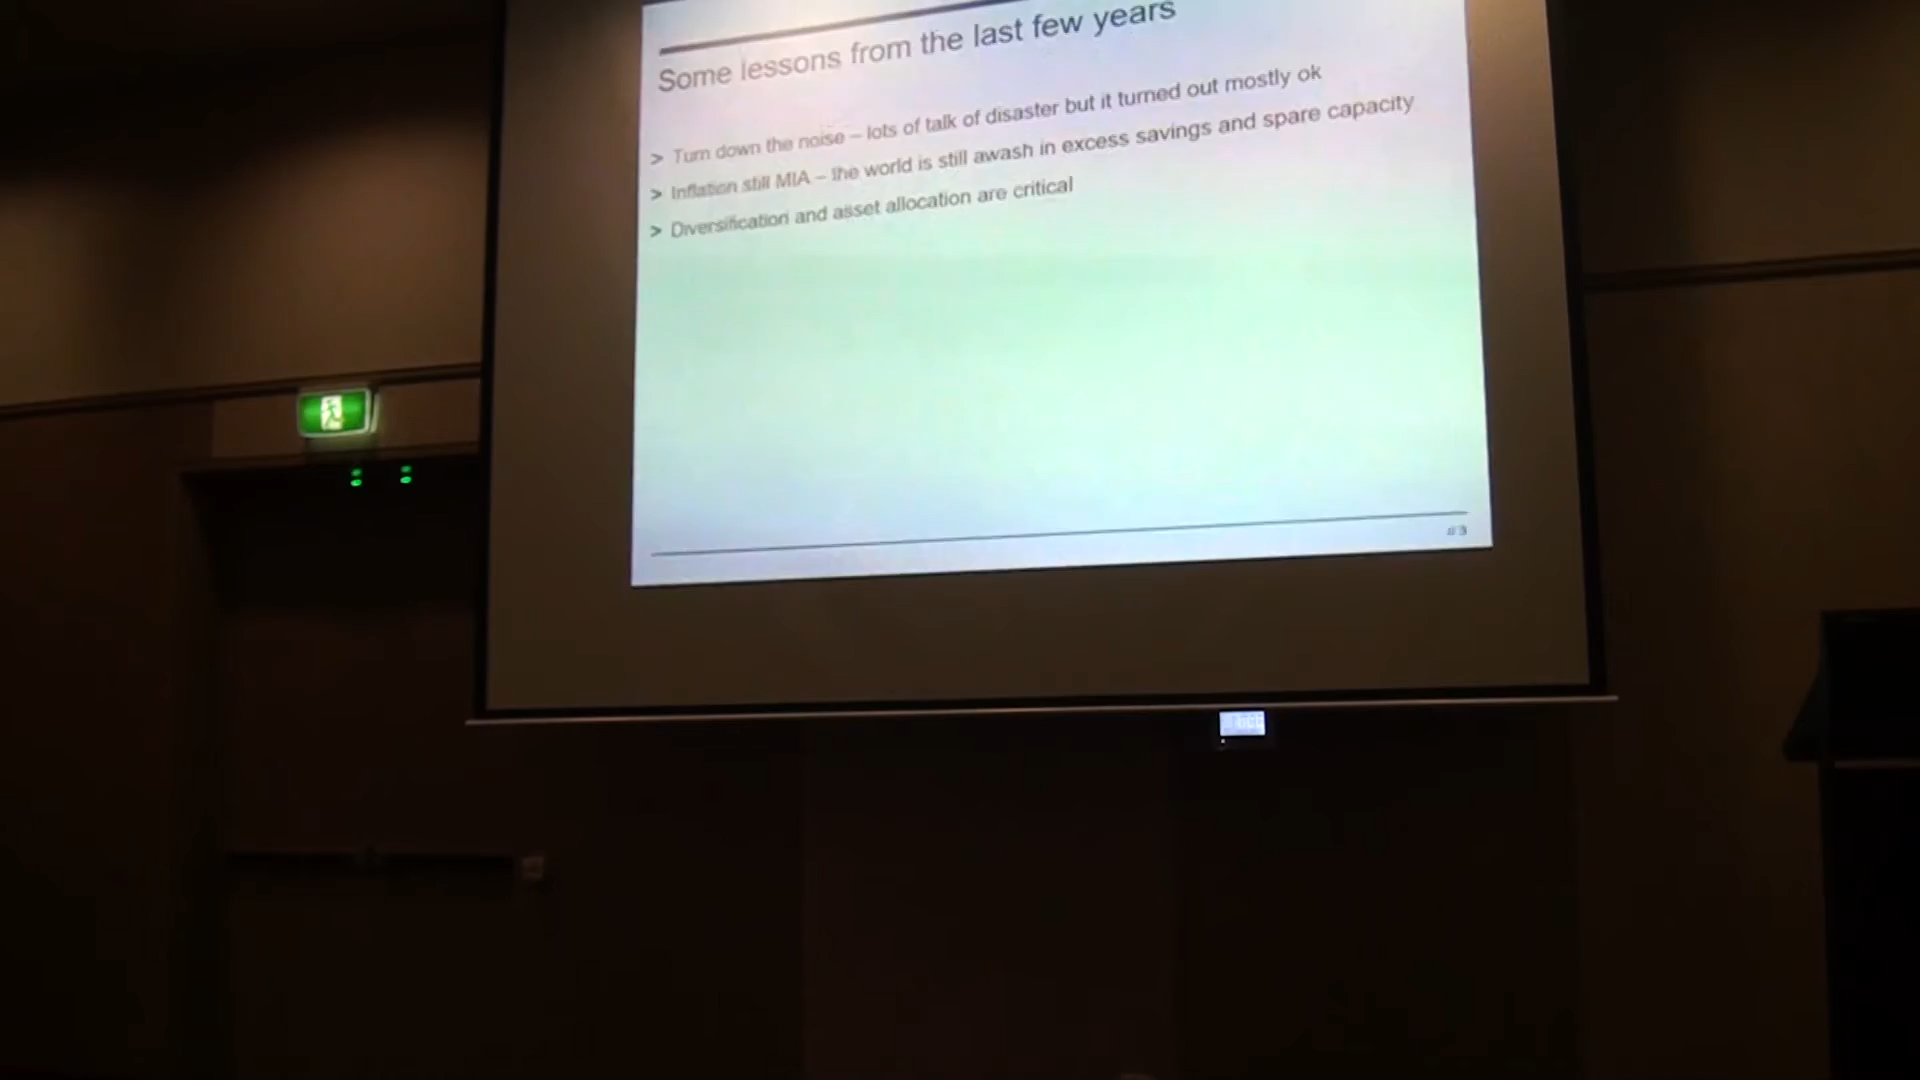 Some lessons from the last few years
> Turn down the noise – lots of talk of disaster but it turned out mostly ok
> Inflation still MIA – the world is still awash in excess savings and spare capacity
> Diversification and asset allocation are critical